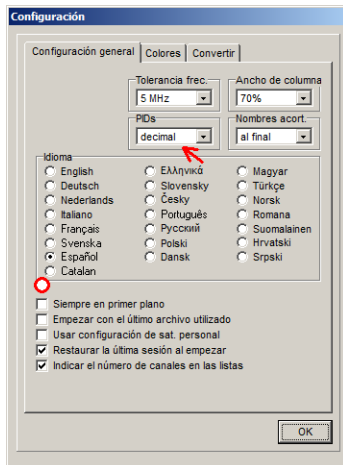 Configuración
Configuración general Colores Convertir
Tolerancia frec. Ancho de columna
5 MHz 70%
PIDs Nombres acort.
decimal al final
Idioma
English Ελληνικά Magyar
Deutsch Slovensky Türkçe
Nederlands Česky Norsk
Italiano Português Romana
Français Русский Suomalainen
Svenska Polski Hrvatski
Español Dansk Srpski
Catalan
Siempre en primer plano
Empezar con el último archivo utilizado
Usar configuración de sat. personal
Restaurar la última sesión al empezar
Indicar el número de canales en las listas
OK